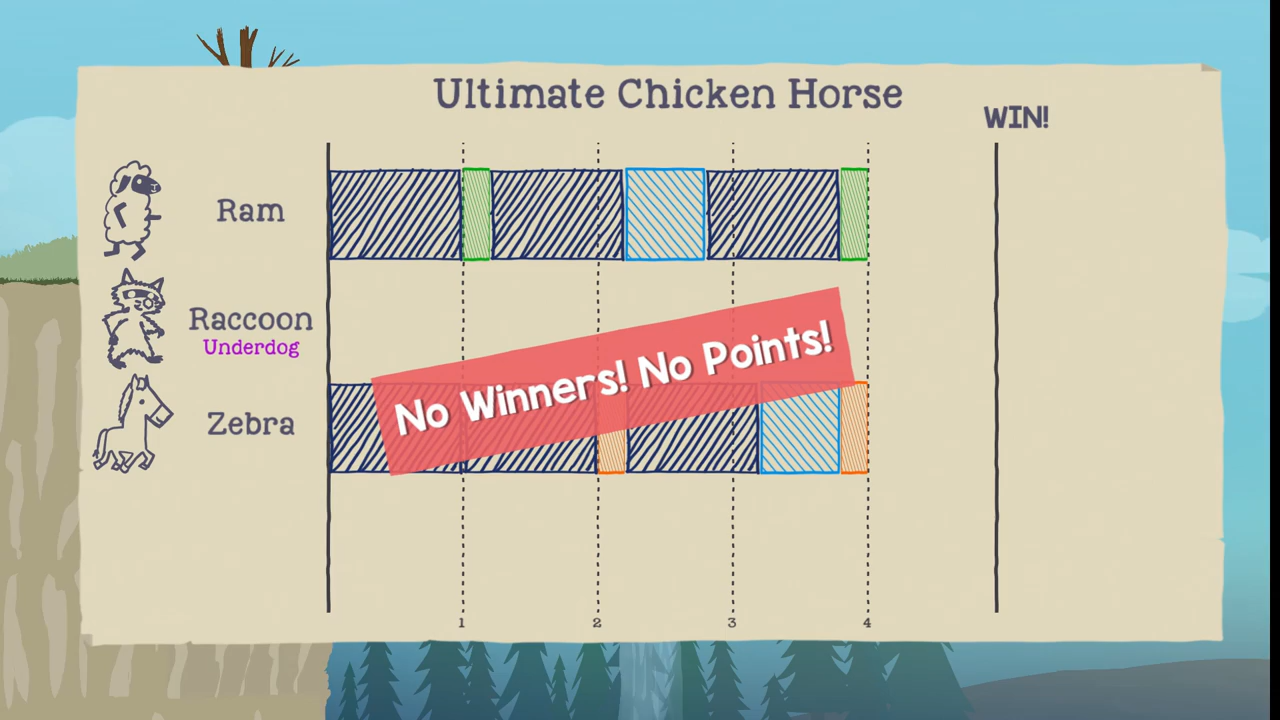 Ultimate Chicken Horse
WIN!
Ram
Raccoon
Underdog
No Winners! No Points!
Zebra
1 2 3 4